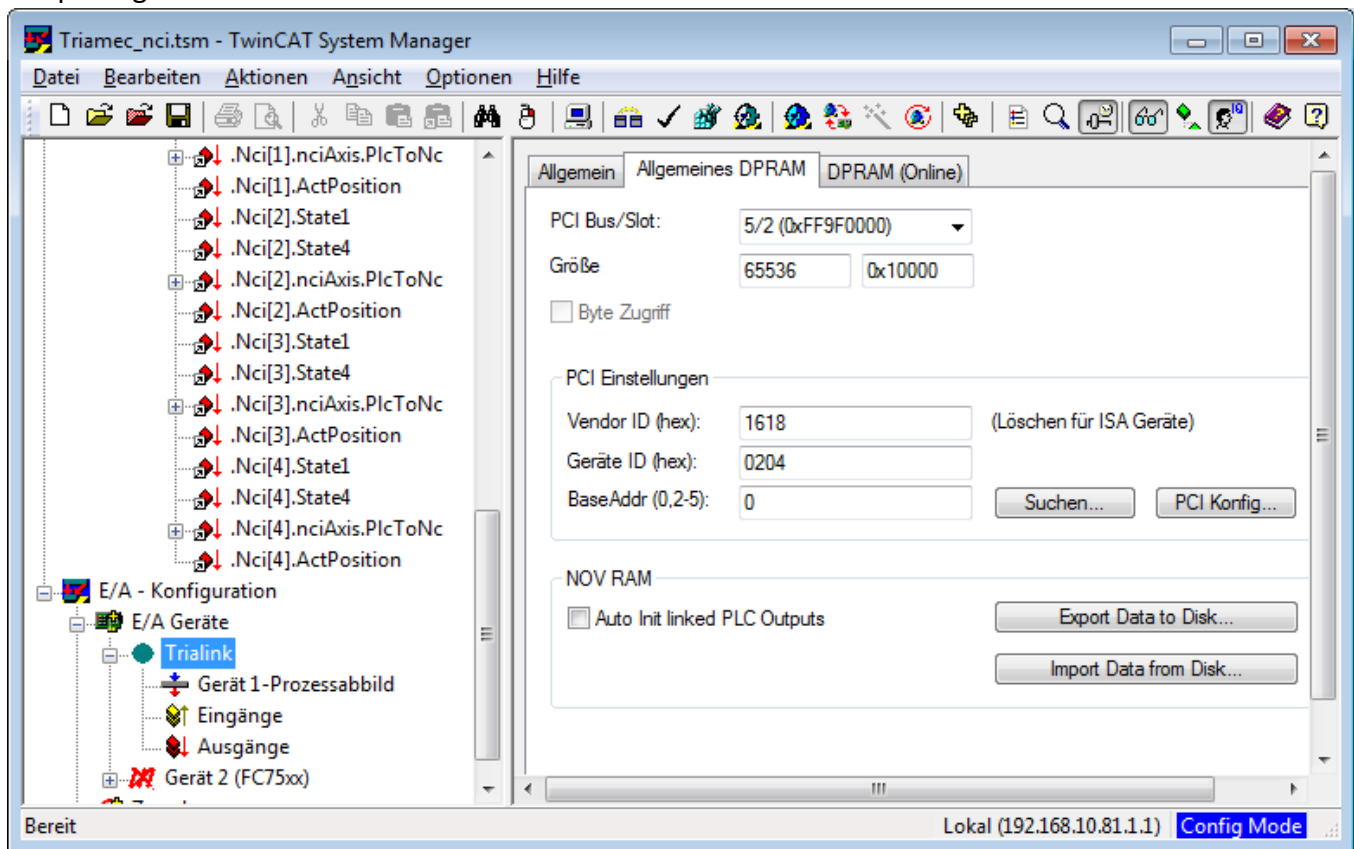 Triamec_nci.tsm - TwinCAT System Manager
Datei Bearbeiten Aktionen Ansicht Optionen Hilfe
.Nci[1].nciAxis.PlcToNc
.Nci[1].ActPosition
.Nci[2].State1
.Nci[2].State4
.Nci[2].nciAxis.PlcToNc
.Nci[2].ActPosition
.Nci[3].State1
.Nci[3].State4
.Nci[3].nciAxis.PlcToNc
.Nci[3].ActPosition
.Nci[4].State1
.Nci[4].State4
.Nci[4].nciAxis.PlcToNc
.Nci[4].ActPosition
E/A - Konfiguration
E/A Geräte
Trialink
Gerät 1-Prozessabbild
Eingänge
Ausgänge
Gerät 2 (FC75xx)
Allgemein Allgemeines DPRAM DPRAM (Online)
PCI Bus/Slot: 5/2 (0xFF9F0000)
Größe 65536 0x10000
Byte Zugriff
PCI Einstellungen
Vendor ID (hex): 1618 (Löschen für ISA Geräte)
Geräte ID (hex): 0204
BaseAddr (0,2-5): 0 Suchen... PCI Konfig...
NOV RAM
Auto Init linked PLC Outputs Export Data to Disk...
Import Data from Disk...
Bereit Lokal (192.168.10.81.1.1) Config Mode